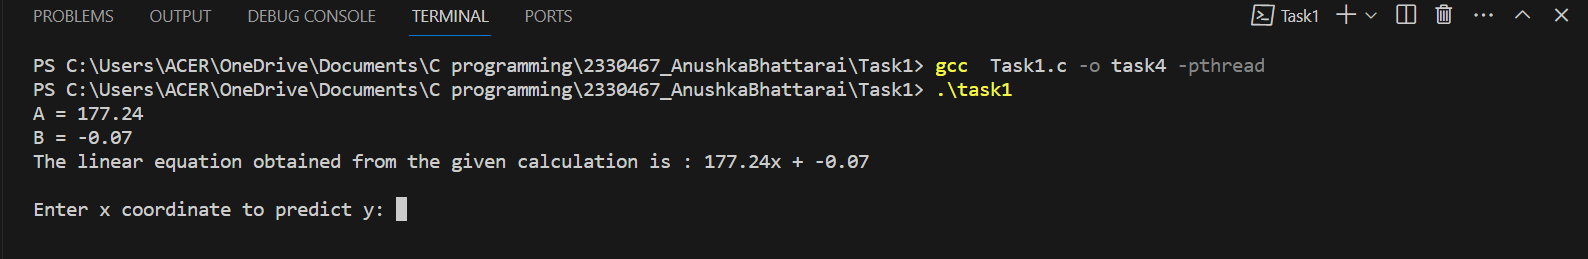 PROBLEMS OUTPUT DEBUG CONSOLE TERMINAL PORTS Task1
PS C:\Users\ACER\OneDrive\Documents\C programming\2330467_AnushkaBhattarai\Task1> gcc  Task1.c -o task4 -pthread
PS C:\Users\ACER\OneDrive\Documents\C programming\2330467_AnushkaBhattarai\Task1> .\task1
A = 177.24
B = -0.07
The linear equation obtained from the given calculation is : 177.24x + -0.07
Enter x coordinate to predict y: